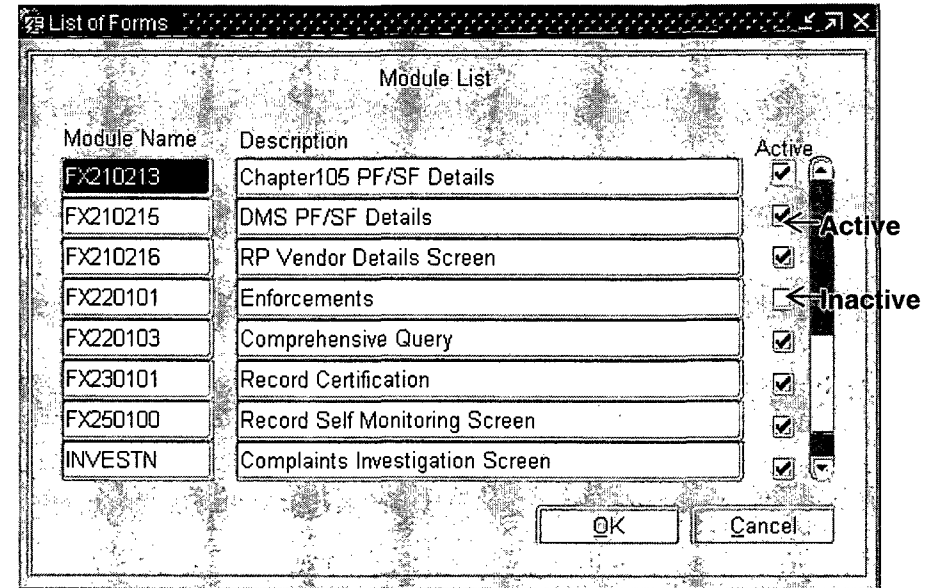 List of Forms
Module List
Module Name Description Active
FX210213 Chapter105 PF/SF Details
FX210215 DMS PF/SF Details Active
FX210216 RP Vendor Details Screen
FX220101 Enforcements Inactive
FX220103 Comprehensive Query
FX230101 Record Certification
FX250100 Record Self Monitoring Screen
INVESTN Complaints Investigation Screen
OK Cancel